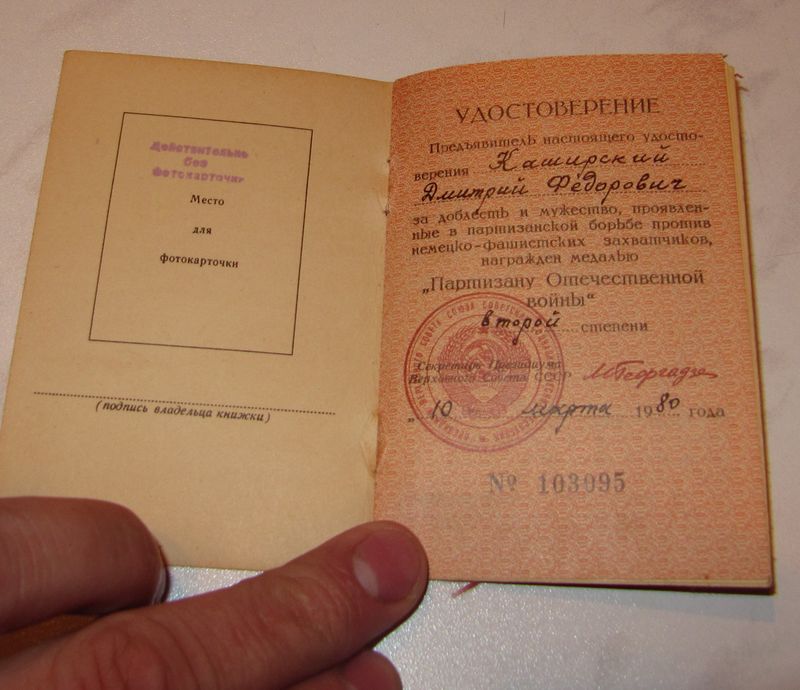 Действительно
без
фотокарточки
Место
для
фотокарточки
(подпись владельца книжки)
УДОСТОВЕРЕНИЕ
Предъявитель настоящего удосто-
верения Каширский
Дмитрий Фёдорович
за доблесть и мужество, проявлен-
ные в партизанской борьбе против
немецко-фашистских захватчиков,
награжден медалью
„Партизану Отечественной
войны“
второй степени
Секретарь Президиума
Верховного Совета СССР МГеоргадзе
„10 марта 1980 года
№ 103095